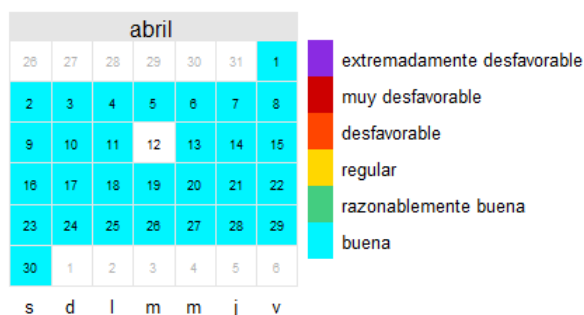 abril
26 27 28 29 30 31 1
2 3 4 5 6 7 8
9 10 11 12 13 14 15
16 17 18 19 20 21 22
23 24 25 26 27 28 29
30 1 2 3 4 5 6
s d l m m j v
extremadamente desfavorable
muy desfavorable
desfavorable
regular
razonablemente buena
buena